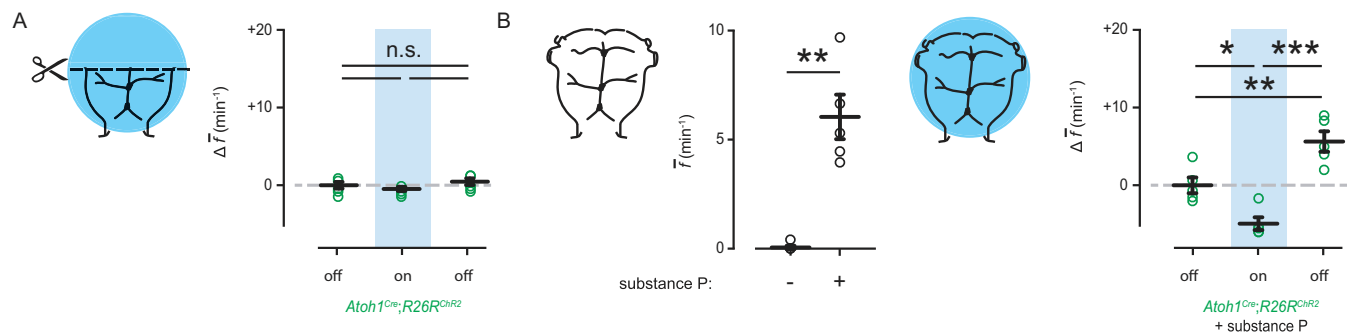 A
+20
+10
0
Δ f̅ (min⁻¹)
n.s.
off on off
Atoh1ᶜʳᵉ;R26Rᶜʰᴿ²
B
10
5
0
f̅ (min⁻¹)
**
substance P: - +
+20
+10
0
Δ f̅ (min⁻¹)
* ***
**
off on off
Atoh1ᶜʳᵉ;R26Rᶜʰᴿ²
+ substance P